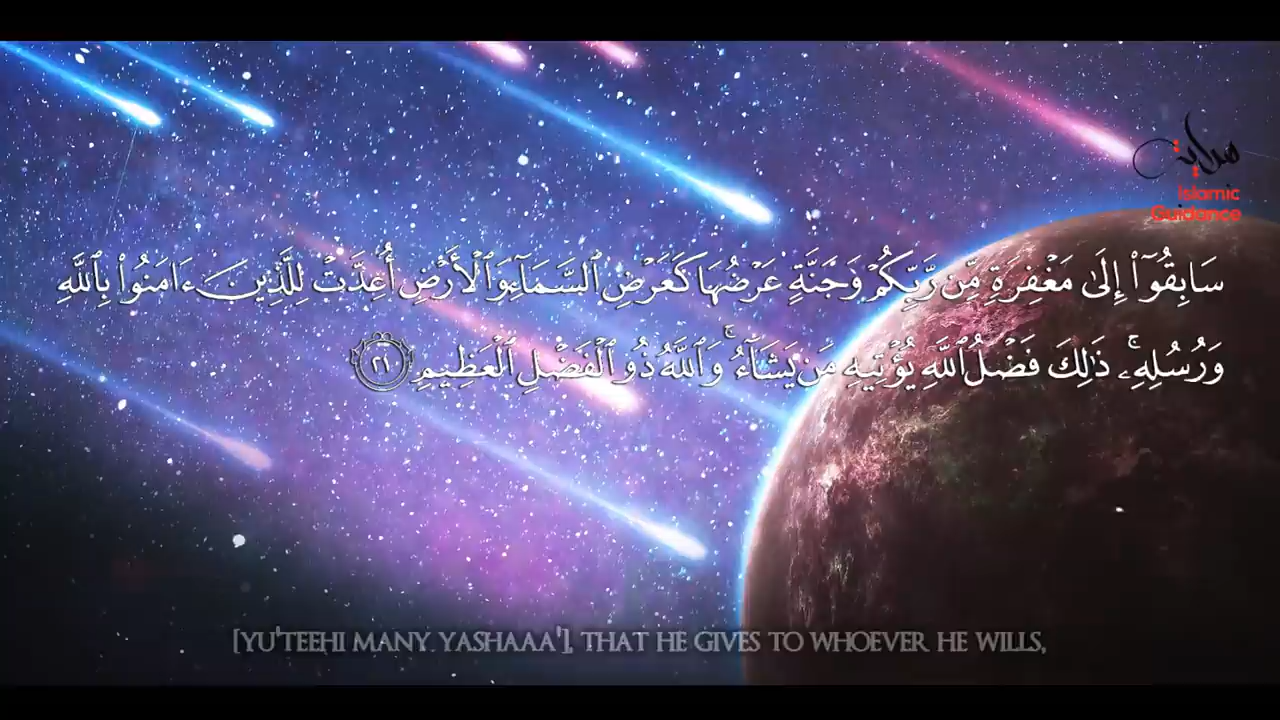 هداية
Islamic
Guidance
سَابِقُوٓا۟ إِلَىٰ مَغْفِرَةٍ مِّن رَّبِّكُمْ وَجَنَّةٍ عَرْضُهَا كَعَرْضِ ٱلسَّمَآءِ وَٱلْأَرْضِ أُعِدَّتْ لِلَّذِينَ ءَامَنُوا۟ بِٱللَّهِ
وَرُسُلِهِۦ ۚ ذَٰلِكَ فَضْلُ ٱللَّهِ يُؤْتِيهِ مَن يَشَآءُ ۚ وَٱللَّهُ ذُو ٱلْفَضْلِ ٱلْعَظِيمِ ٢١
[YU'TEEHI MANY. YASHAAA'], THAT HE GIVES TO WHOEVER HE WILLS,